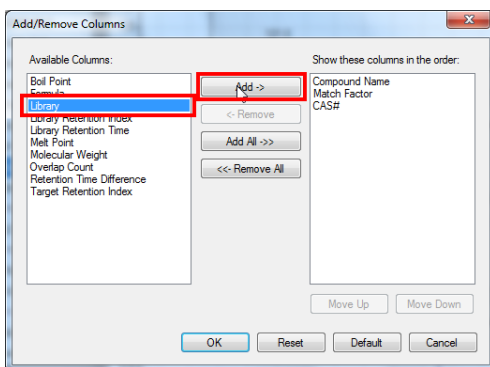 Add/Remove Columns
x
Available Columns:
Boil Point
Formula
Library
Library Retention Index
Library Retention Time
Melt Point
Molecular Weight
Overlap Count
Retention Time Difference
Target Retention Index
Add ->
<- Remove
Add All ->>
<<- Remove All
Show these columns in the order:
Compound Name
Match Factor
CAS#
Move Up Move Down
OK Reset Default Cancel